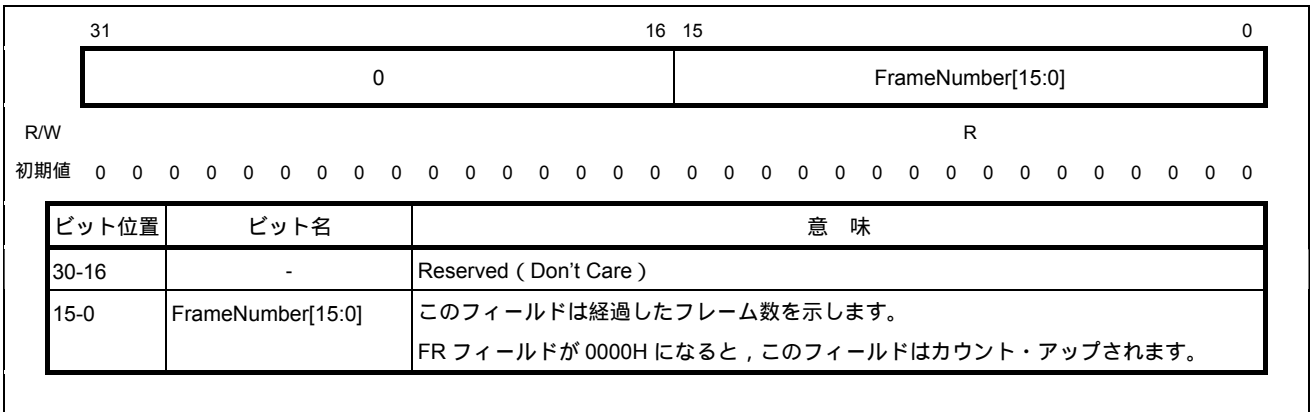 31 16 15 0
0 FrameNumber[15:0]
R/W R
初期値 0 0 0 0 0 0 0 0 0 0 0 0 0 0 0 0 0 0 0 0 0 0 0 0 0 0 0 0 0 0 0 0
ビット位置 ビット名 意 味
30-16 - Reserved（Don't Care）
15-0 FrameNumber[15:0] このフィールドは経過したフレーム数を示します。
FR フィールドが 0000H になると，このフィールドはカウント・アップされます。